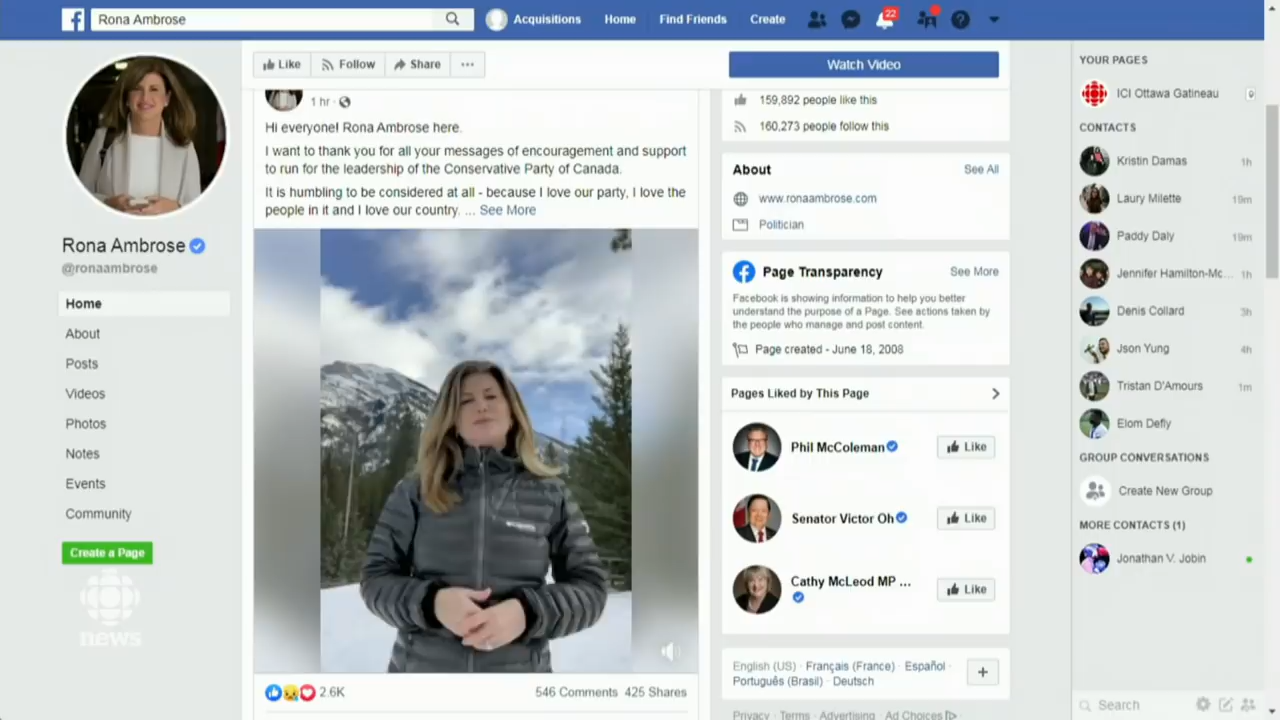 Rona Ambrose
Acquisitions
Home
Find Friends
Create
22
Like
Follow
Share
Watch Video
1 hr
Hi everyone! Rona Ambrose here.
I want to thank you for all your messages of encouragement and support
to run for the leadership of the Conservative Party of Canada.
It is humbling to be considered at all - because I love our party, I love the
people in it and I love our country. ... See More
2.6K
546 Comments 425 Shares
Rona Ambrose
@ronaambrose
Home
About
Posts
Videos
Photos
Notes
Events
Community
Create a Page
news
159,892 people like this
160,273 people follow this
About
See All
www.ronaambrose.com
Politician
Page Transparency
See More
Facebook is showing information to help you better
understand the purpose of a Page. See actions taken by
the people who manage and post content.
Page created - June 18, 2008
Pages Liked by This Page
Phil McColeman
Like
Senator Victor Oh
Like
Cathy McLeod MP ...
Like
English (US) · Français (France) · Español ·
Português (Brasil) · Deutsch
Privacy · Terms · Advertising · Ad Choices ·
YOUR PAGES
ICI Ottawa Gatineau
CONTACTS
Kristin Damas 1h
Laury Milette 19m
Paddy Daly 19m
Jennifer Hamilton-Mc... 1h
Denis Collard 3h
Json Yung 4h
Tristan D'Amours 1m
Elom Defly
GROUP CONVERSATIONS
Create New Group
MORE CONTACTS (1)
Jonathan V. Jobin
Search